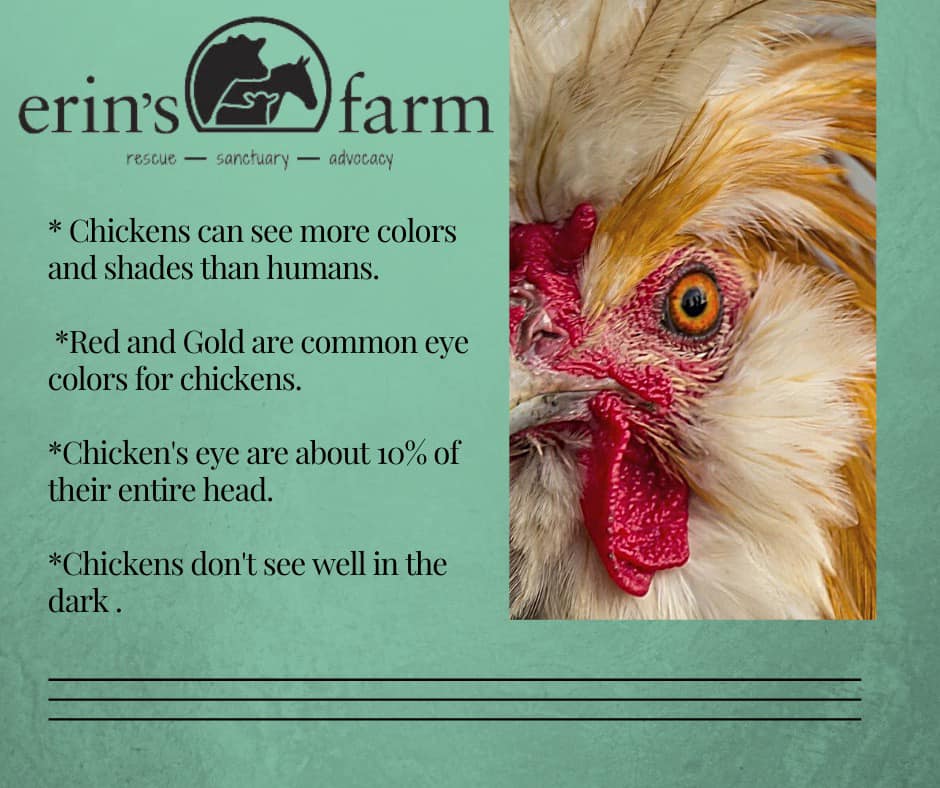 erin's farm
rescue — sanctuary — advocacy
* Chickens can see more colors
and shades than humans.
*Red and Gold are common eye
colors for chickens.
*Chicken's eye are about 10% of
their entire head.
*Chickens don't see well in the
dark .